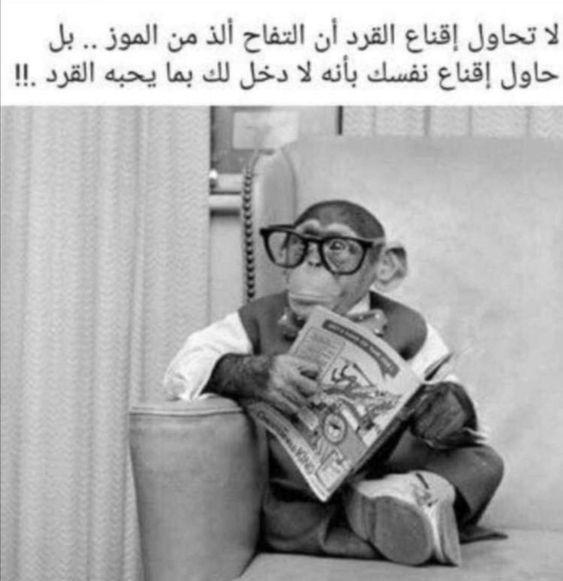 لا تحاول إقناع القرد أن التفاح ألذ من الموز .. بل
حاول إقناع نفسك بأنه لا دخل لك بما يحبه القرد .!!